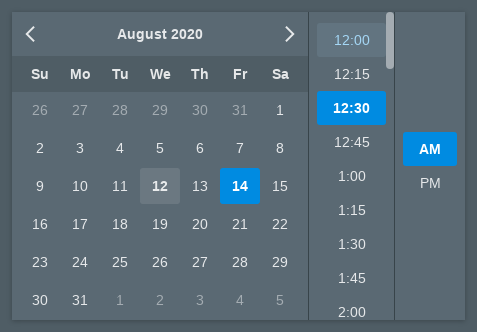 August 2020
Su Mo Tu We Th Fr Sa
26 27 28 29 30 31 1
2 3 4 5 6 7 8
9 10 11 12 13 14 15
16 17 18 19 20 21 22
23 24 25 26 27 28 29
30 31 1 2 3 4 5
12:00
12:15
12:30
12:45
1:00
1:15
1:30
1:45
2:00
AM
PM